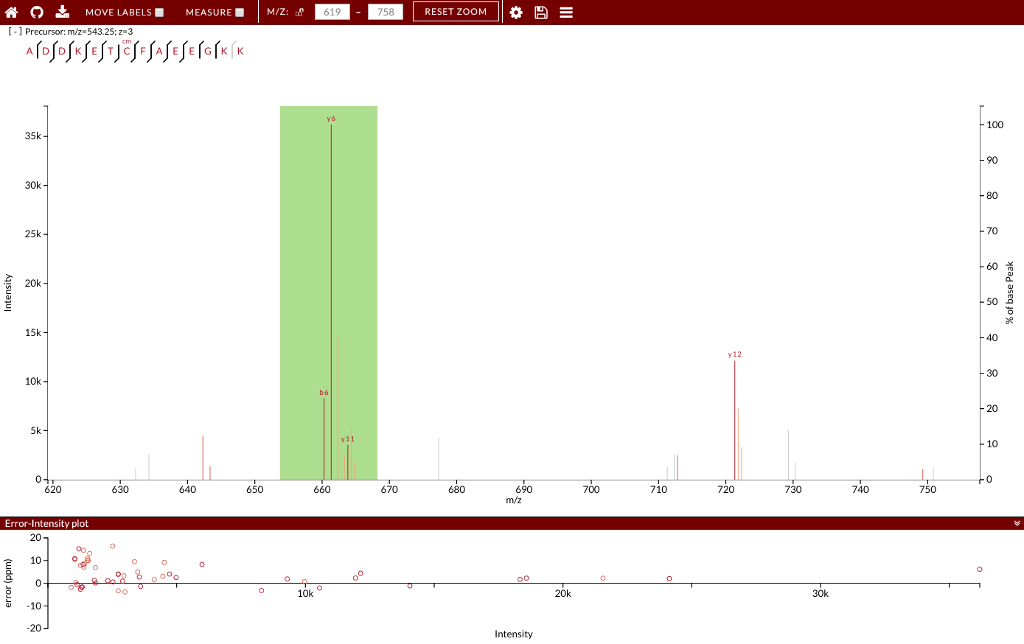 MOVE LABELS MEASURE M/Z: 619 - 758 RESET ZOOM
[ - ] Precursor: m/z=543.25; z=3
cm
A D D K E T C F A E E G K K
y6
b6
y11
y12
35k
30k
25k
20k
15k
10k
5k
0
Intensity
100
90
80
70
60
50
40
30
20
10
0
% of base Peak
620 630 640 650 660 670 680 690 700 710 720 730 740 750
m/z
Error-Intensity plot
20
10
0
-10
-20
error (ppm)
10k 20k 30k
Intensity